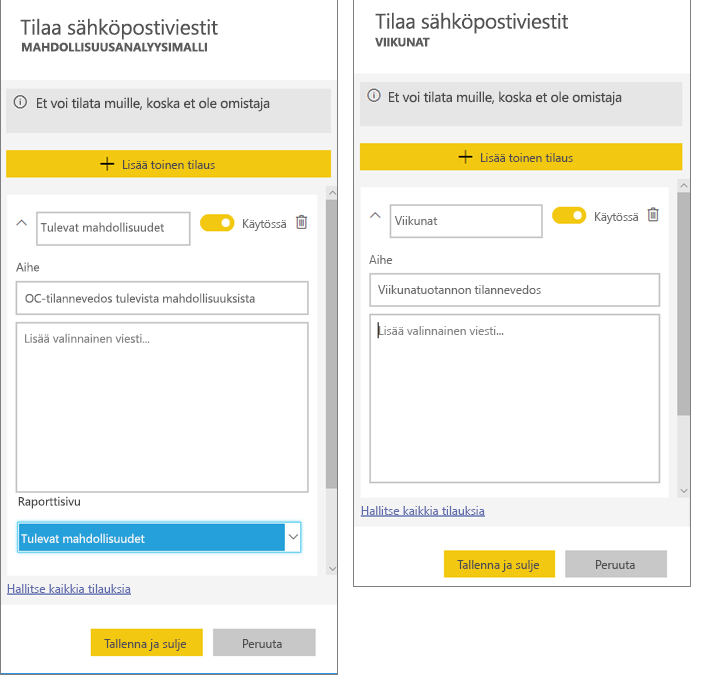 Tilaa sähköpostiviestit
MAHDOLLISUUSANALYYSIMALLI
Et voi tilata muille, koska et ole omistaja
Lisää toinen tilaus
Tulevat mahdollisuudet
Käytössä
Aihe
OC-tilannevedos tulevista mahdollisuuksista
Lisää valinnainen viesti...
Raporttisivu
Tulevat mahdollisuudet
Hallitse kaikkia tilauksia
Tallenna ja sulje
Peruuta
Tilaa sähköpostiviestit
VIIKUNAT
Et voi tilata muille, koska et ole omistaja
Lisää toinen tilaus
Viikunat
Käytössä
Aihe
Viikunatuotannon tilannevedos
Lisää valinnainen viesti...
Hallitse kaikkia tilauksia
Tallenna ja sulje
Peruuta